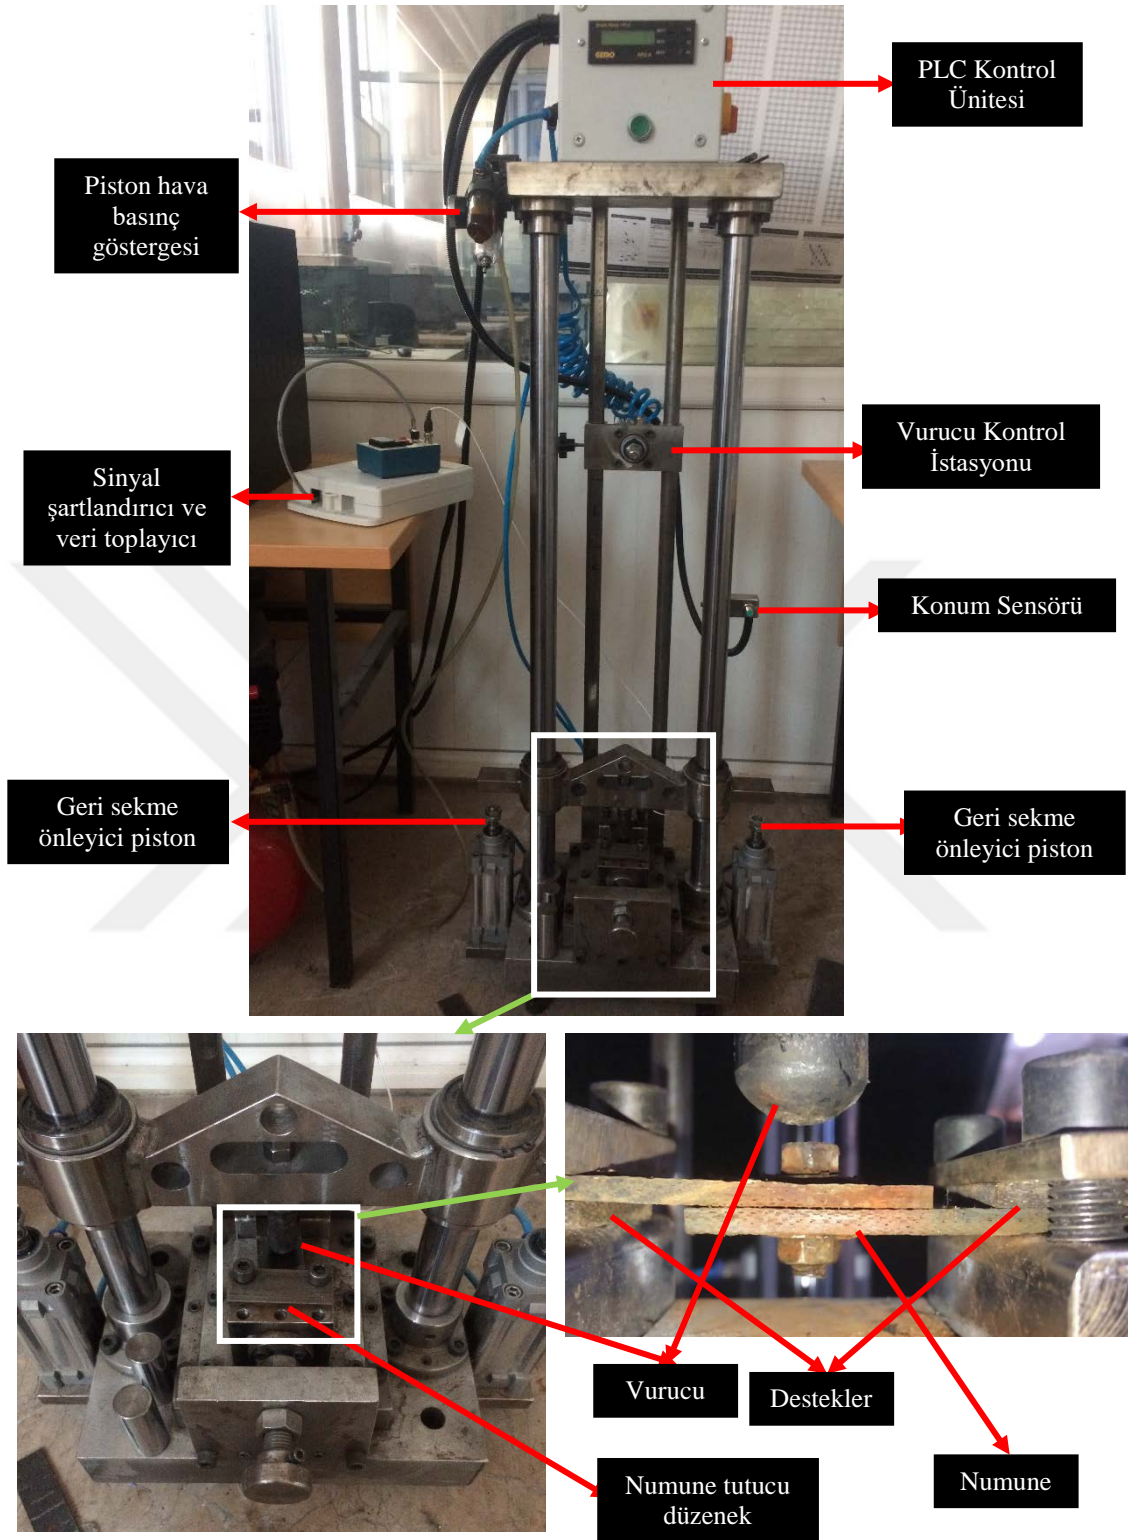 PLC Kontrol
Ünitesi
Piston hava
basınç
göstergesi
Vurucu Kontrol
İstasyonu
Sinyal
şartlandırıcı ve
veri toplayıcı
Konum Sensörü
Geri sekme
önleyici piston
Geri sekme
önleyici piston
Vurucu
Destekler
Numune
Numune tutucu
düzenek